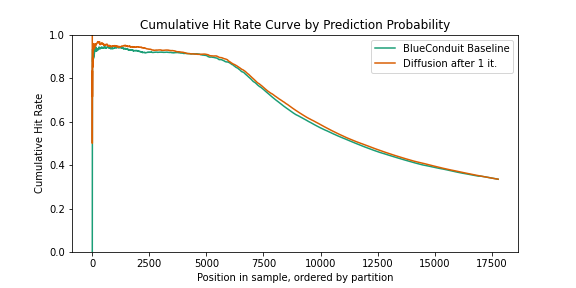 Cumulative Hit Rate Curve by Prediction Probability
BlueConduit Baseline
Diffusion after 1 it.
Cumulative Hit Rate
1.0
0.8
0.6
0.4
0.2
0.0
0 2500 5000 7500 10000 12500 15000 17500
Position in sample, ordered by partition